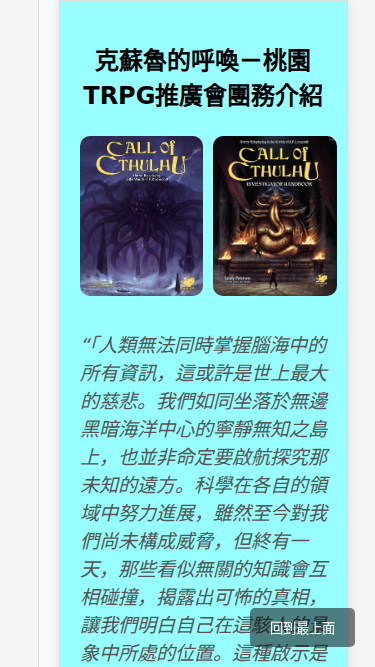 克蘇魯的呼喚－桃園
TRPG推廣會團務介紹
CALL of
CTHULHU
CALL of
CTHULHU
INVESTIGATOR HANDBOOK
“「人類無法同時掌握腦海中的
所有資訊，這或許是世上最大
的慈悲。我們如同坐落於無邊
黑暗海洋中心的寧靜無知之島
上，也並非命定要啟航探究那
未知的遠方。科學在各自的領
域中努力進展，雖然至今對我
們尚未構成威脅，但終有一
天，那些看似無關的知識會互
相碰撞，揭露出可怖的真相，
讓我們明白自己在這駭人的景
象中所處的位置。這種啟示是
回到最上面